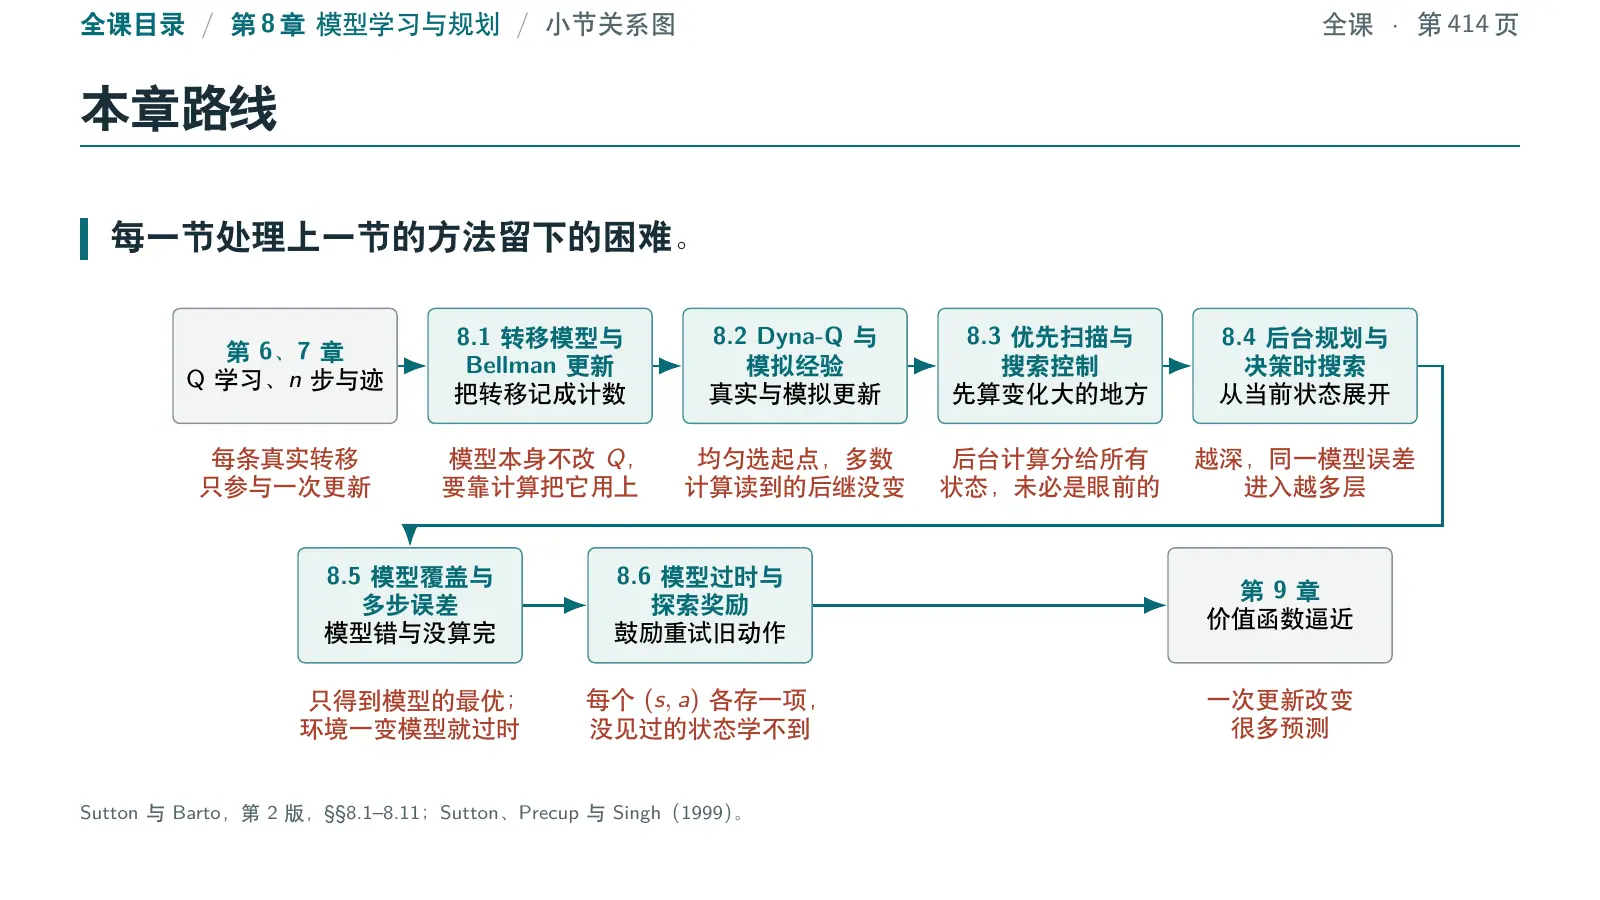 全课目录 / 第 8 章 模型学习与规划 / 小节关系图
全课 · 第 414 页
本章路线
每一节处理上一节的方法留下的困难。
第 6、7 章
Q 学习、n 步与迹
8.1 转移模型与
Bellman 更新
把转移记成计数
8.2 Dyna-Q 与
模拟经验
真实与模拟更新
8.3 优先扫描与
搜索控制
先算变化大的地方
8.4 后台规划与
决策时搜索
从当前状态展开
每条真实转移
只参与一次更新
模型本身不改 Q，
要靠计算把它用上
均匀选起点，多数
计算读到的后继没变
后台计算分给所有
状态，未必是眼前的
越深，同一模型误差
进入越多层
8.5 模型覆盖与
多步误差
模型错与没算完
8.6 模型过时与
探索奖励
鼓励重试旧动作
第 9 章
价值函数逼近
只得到模型的最优；
环境一变模型就过时
每个 (s, a) 各存一项，
没见过的状态学不到
一次更新改变
很多预测
Sutton 与 Barto，第 2 版，§§8.1–8.11；Sutton、Precup 与 Singh（1999）。